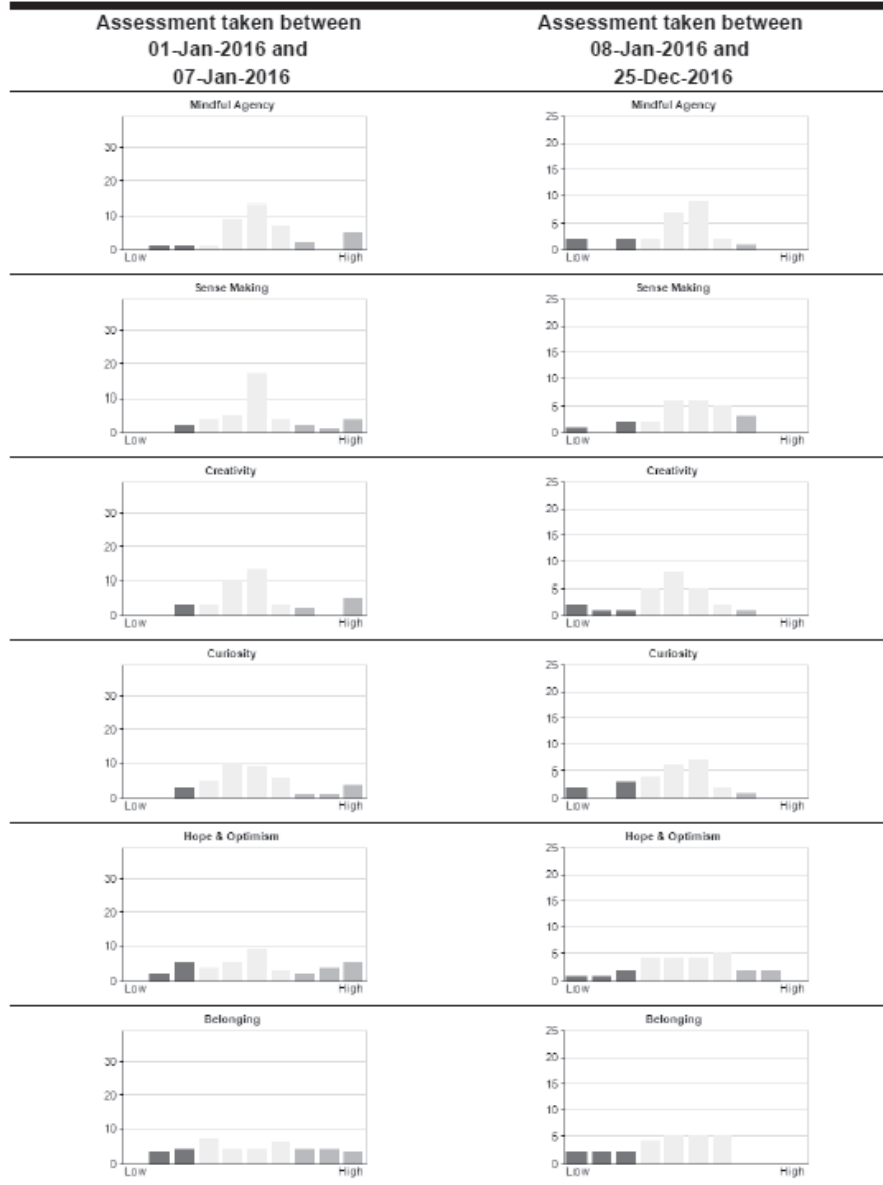 Assessment taken between
01-Jan-2016 and
07-Jan-2016
Assessment taken between
08-Jan-2016 and
25-Dec-2016
Mindful Agency
30
20
10
0
Low High
Mindful Agency
25
20
15
10
5
0
Low High
Sense Making
30
20
10
0
Low High
Sense Making
25
20
15
10
5
0
Low High
Creativity
30
20
10
0
Low High
Creativity
25
20
15
10
5
0
Low High
Curiosity
30
20
10
0
Low High
Curiosity
25
20
15
10
5
0
Low High
Hope & Optimism
30
20
10
0
Low High
Hope & Optimism
25
20
15
10
5
0
Low High
Belonging
30
20
10
0
Low High
Belonging
25
20
15
10
5
0
Low High